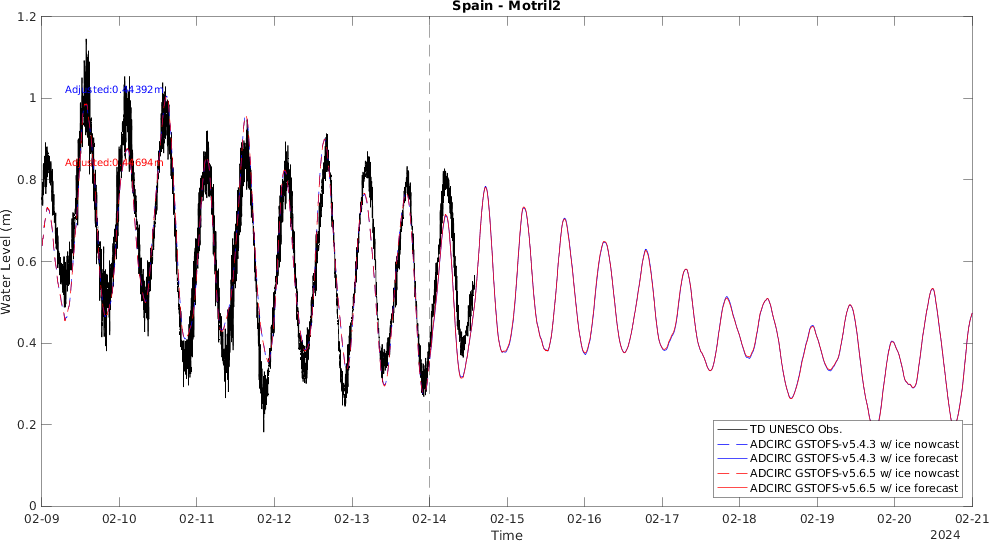 Spain - Motril2
1.2
1
0.8
0.6
0.4
0.2
0
Water Level (m)
Adjusted:0.44392m
TD UNESCO Obs.
ADCIRC GSTOFS-v5.4.3 w/ ice nowcast
ADCIRC GSTOFS-v5.4.3 w/ ice forecast
ADCIRC GSTOFS-v5.6.5 w/ ice nowcast
ADCIRC GSTOFS-v5.6.5 w/ ice forecast
02-09 02-10 02-11 02-12 02-13 02-14 02-15 02-16 02-17 02-18 02-19 02-20 02-21
Time
2024